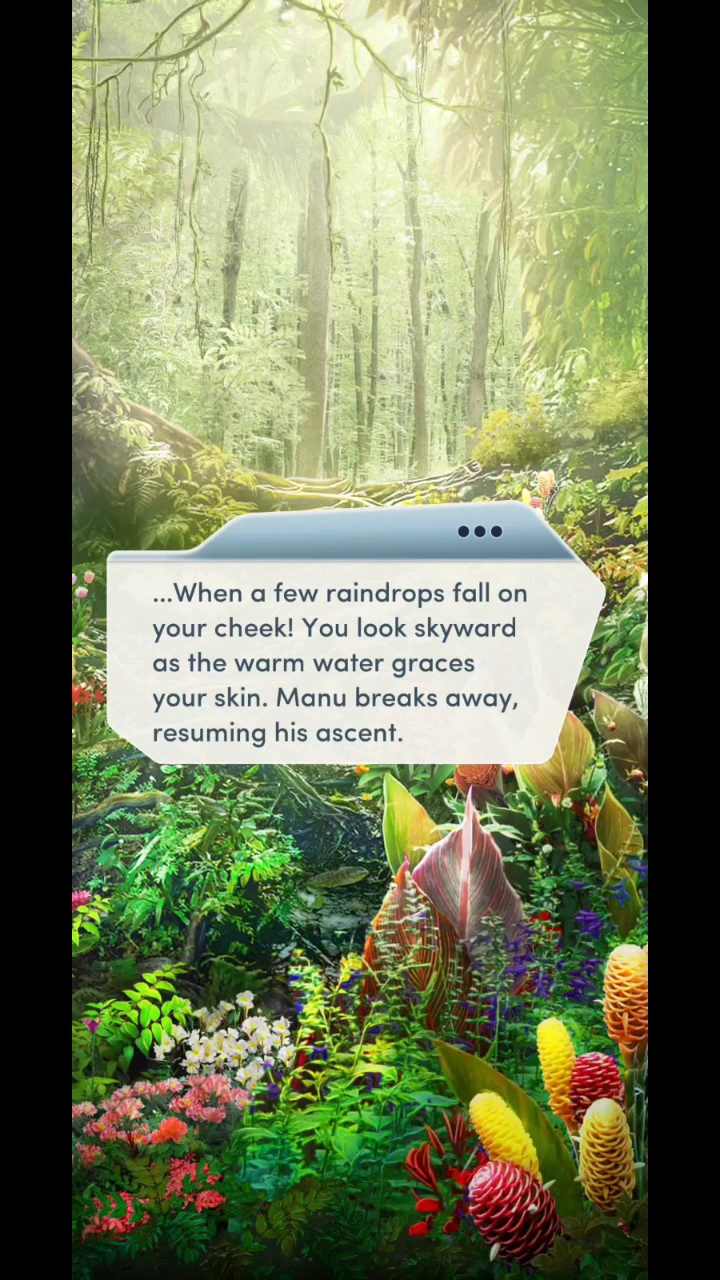 ...When a few raindrops fall on
your cheek! You look skyward
as the warm water graces
your skin. Manu breaks away,
resuming his ascent.